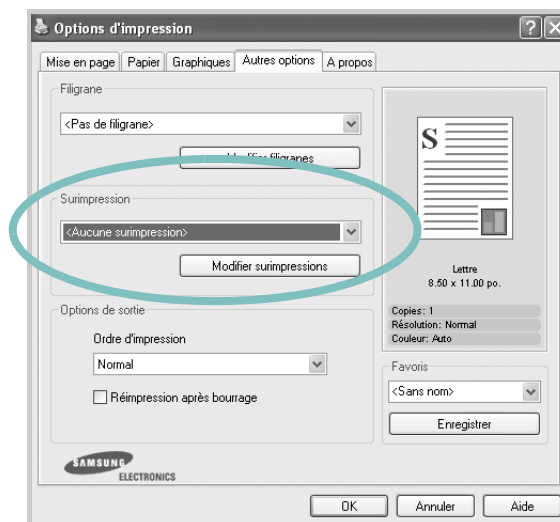 Options d'impression
Mise en page Papier Graphiques Autres options A propos
Filigrane
<Pas de filigrane>
Modifier filigranes
Surimpression
<Aucune surimpression>
Modifier surimpressions
Options de sortie
Ordre d'impression
Normal
Réimpression après bourrage
SAMSUNG
ELECTRONICS
S
Lettre
8.50 x 11.00 po.
Copies: 1
Résolution: Normal
Couleur: Auto
Favoris
<Sans nom>
Enregistrer
OK Annuler Aide